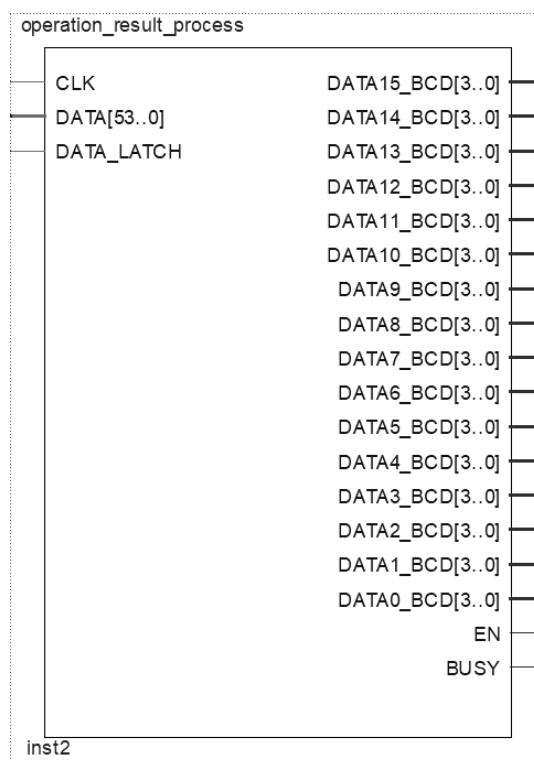 operation_result_process
CLK DATA15_BCD[3..0]
DATA[53..0] DATA14_BCD[3..0]
DATA_LATCH DATA13_BCD[3..0]
DATA12_BCD[3..0]
DATA11_BCD[3..0]
DATA10_BCD[3..0]
DATA9_BCD[3..0]
DATA8_BCD[3..0]
DATA7_BCD[3..0]
DATA6_BCD[3..0]
DATA5_BCD[3..0]
DATA4_BCD[3..0]
DATA3_BCD[3..0]
DATA2_BCD[3..0]
DATA1_BCD[3..0]
DATA0_BCD[3..0]
EN
BUSY
inst2